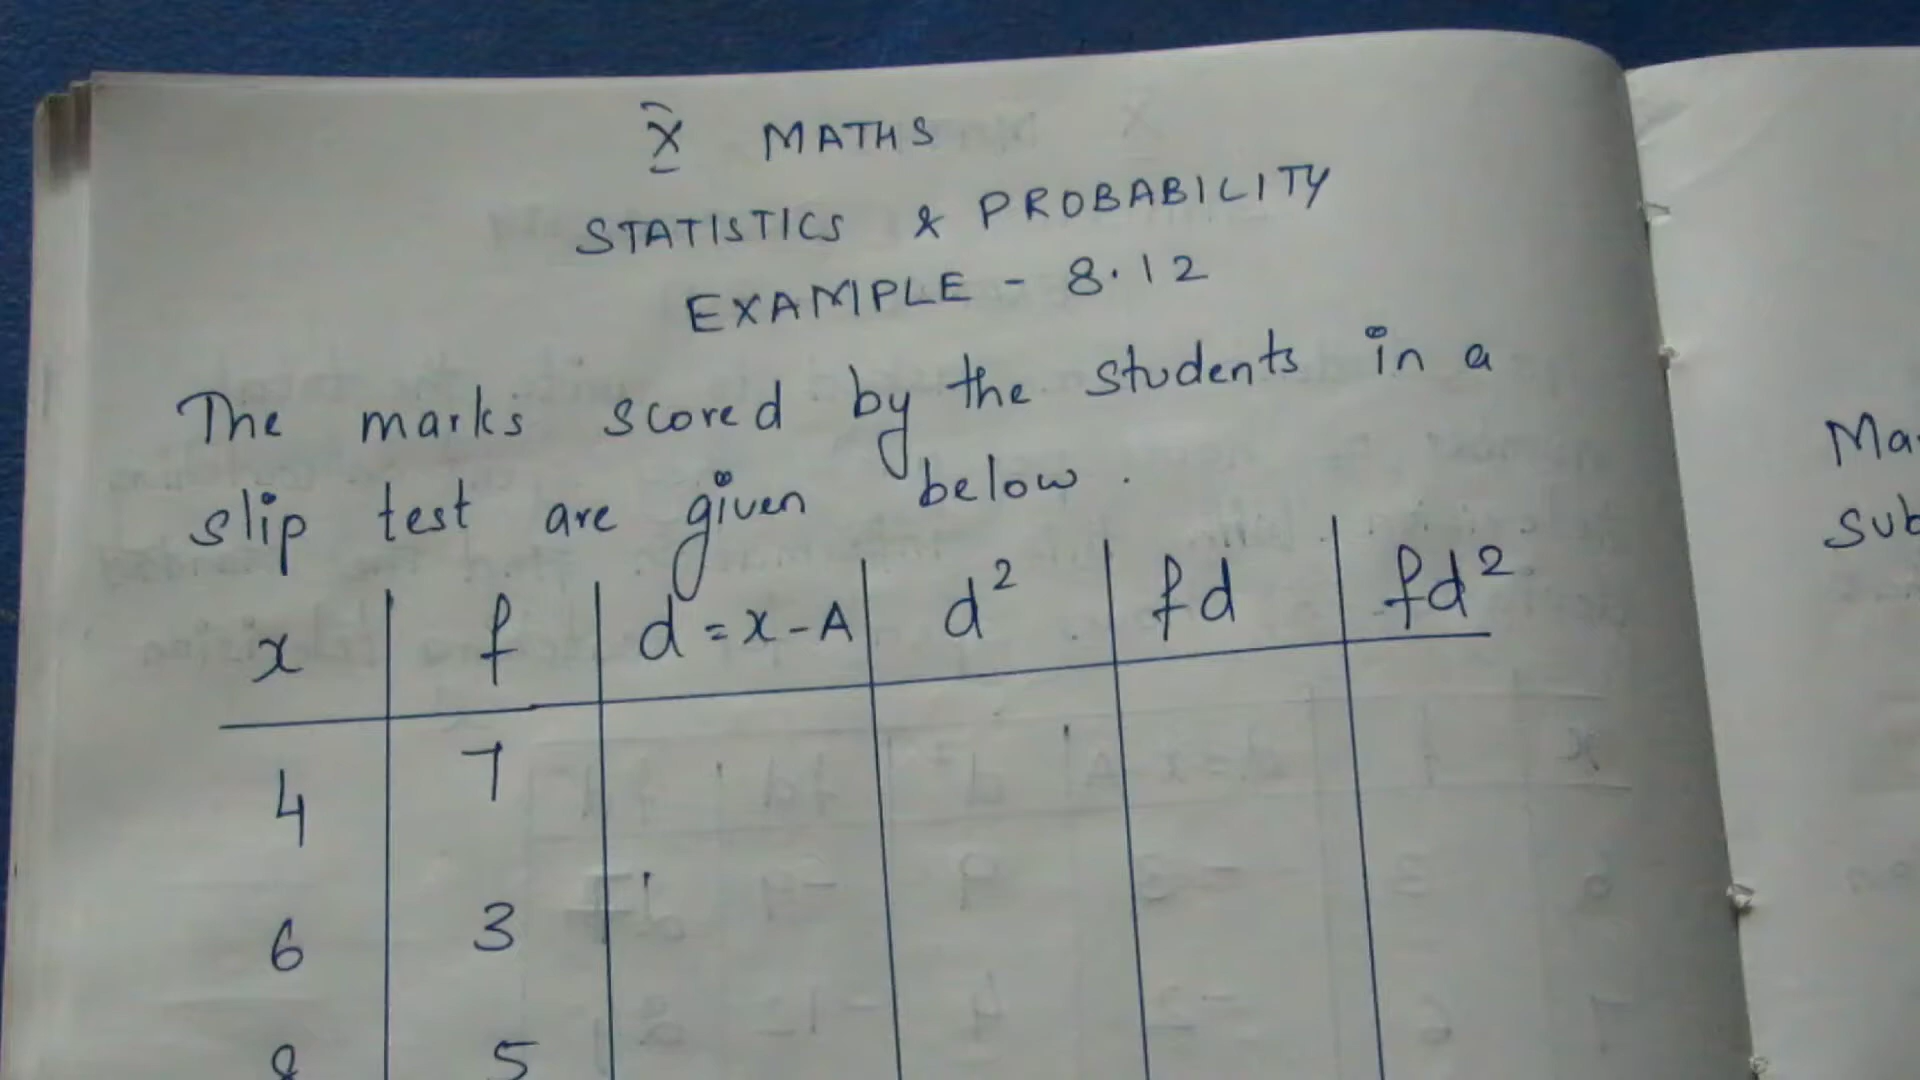 X MATHS
STATISTICS & PROBABILITY
EXAMPLE - 8.12
The marks scored by the students in a
slip test are given below.
x f d = x - A d² fd fd²
4 7
6 3
8 5
Ma
Sub